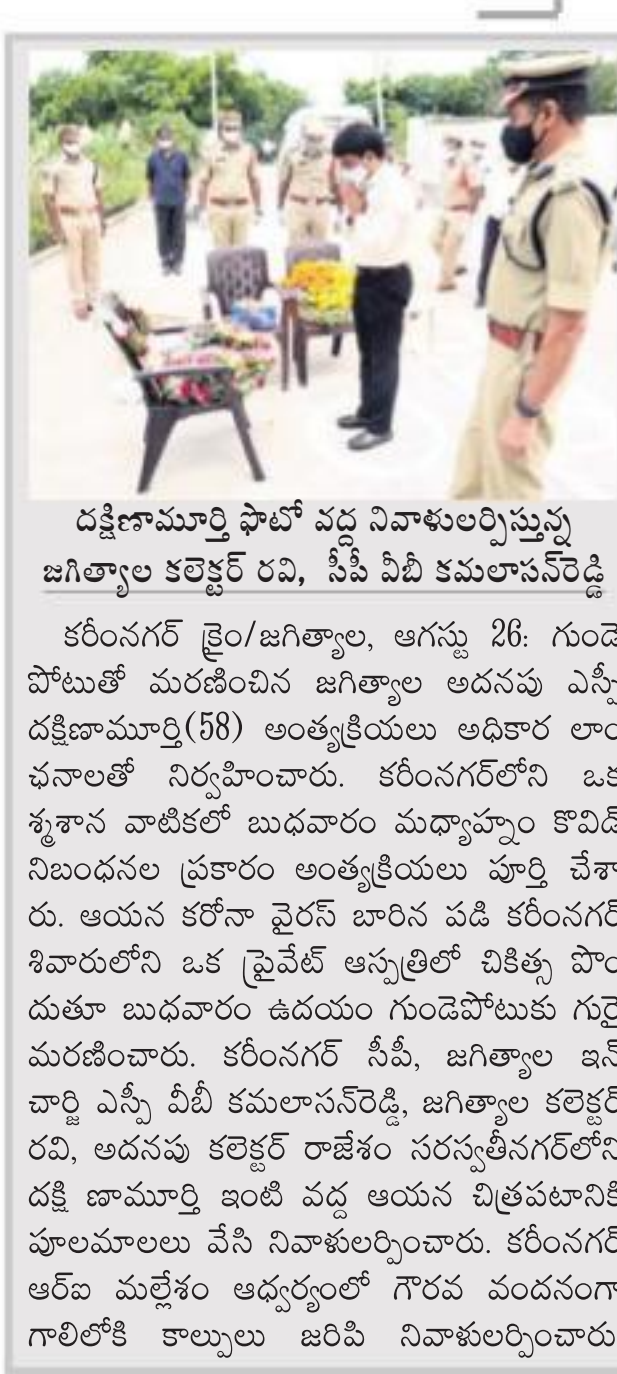 దక్షిణామూర్తి ఫొటో వద్ద నివాళులర్పిస్తున్న
జగిత్యాల కలెక్టర్ రవి, సీపీ వీబీ కమలాసన్‌రెడ్డి
కరీంనగర్ క్రైం/జగిత్యాల, ఆగస్టు 26: గుండె
పోటుతో మరణించిన జగిత్యాల అదనపు ఎస్పీ
దక్షిణామూర్తి(58) అంత్యక్రియలు అధికార లాం
ఛనాలతో నిర్వహించారు. కరీంనగర్‌లోని ఒక
శ్మశాన వాటికలో బుధవారం మధ్యాహ్నం కొవిడ్
నిబంధనల ప్రకారం అంత్యక్రియలు పూర్తి చేశా
రు. ఆయన కరోనా వైరస్ బారిన పడి కరీంనగర్
శివారులోని ఒక ప్రైవేట్ ఆస్పత్రిలో చికిత్స పొం
దుతూ బుధవారం ఉదయం గుండెపోటుకు గురై
మరణించారు. కరీంనగర్ సీపీ, జగిత్యాల ఇన్
చార్జి ఎస్పీ వీబీ కమలాసన్‌రెడ్డి, జగిత్యాల కలెక్టర్
రవి, అదనపు కలెక్టర్ రాజేశం సరస్వతీనగర్‌లోని
దక్షి ణామూర్తి ఇంటి వద్ద ఆయన చిత్రపటానికి
పూలమాలలు వేసి నివాళులర్పించారు. కరీంనగర్
ఆర్ఐ మల్లేశం ఆధ్వర్యంలో గౌరవ వందనంగా
గాలిలోకి కాల్పులు జరిపి నివాళులర్పించారు